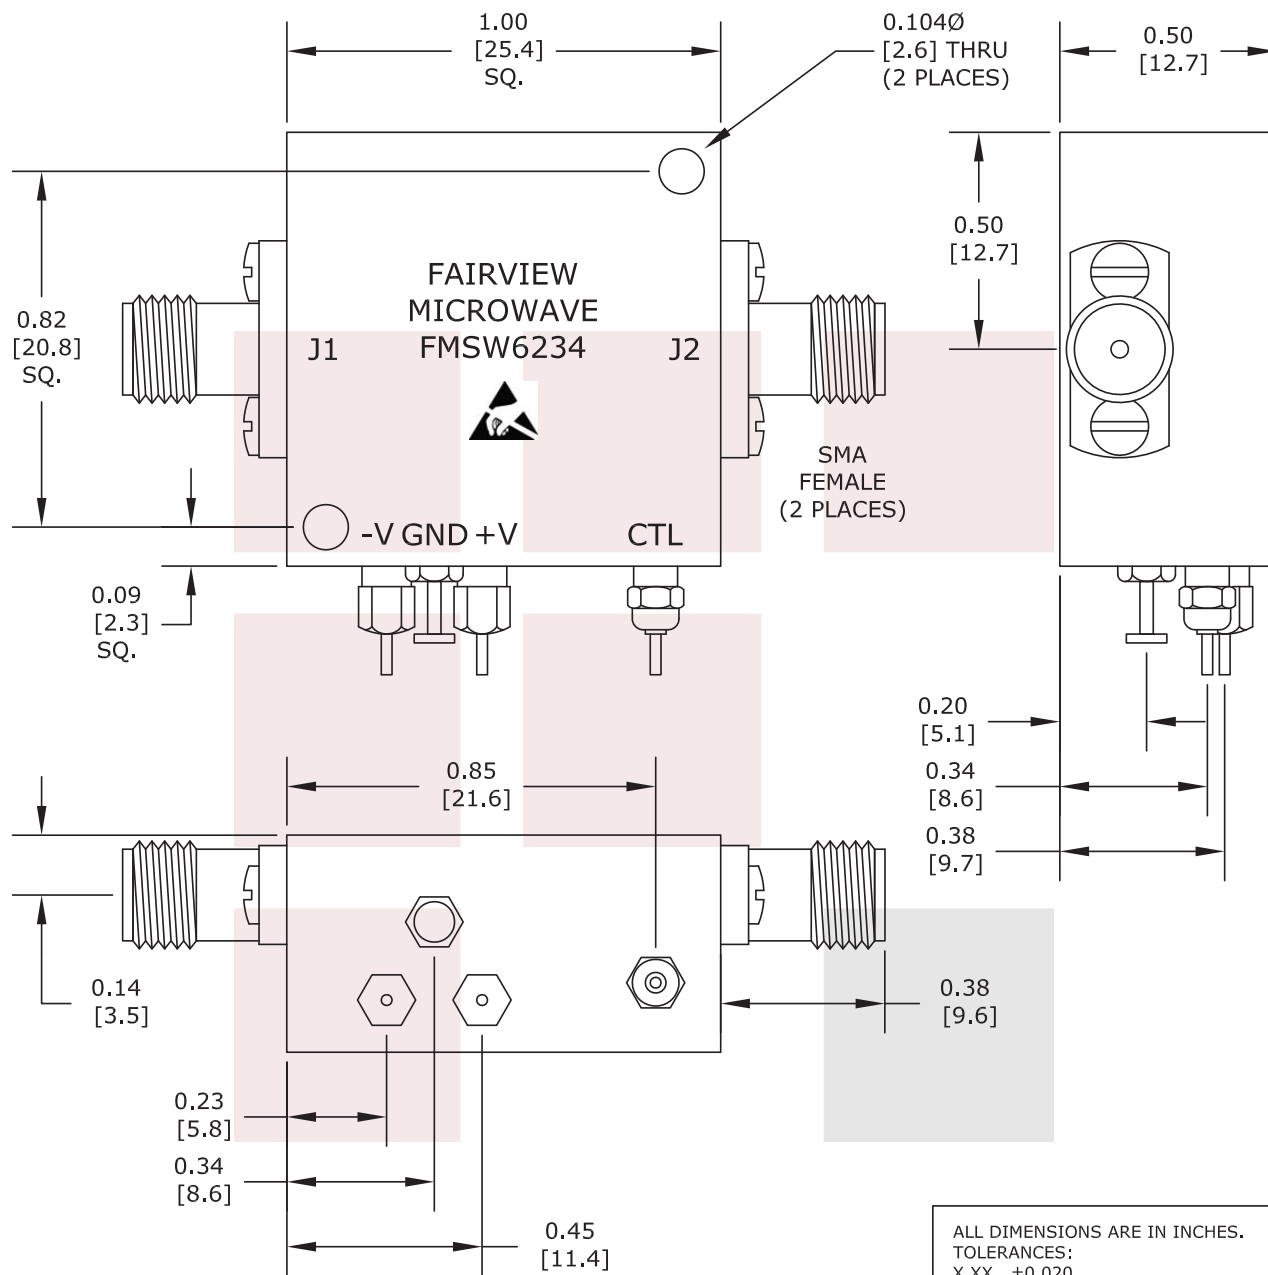 1.00
[25.4]
SQ.
0.104Ø
[2.6] THRU
(2 PLACES)
0.50
[12.7]
0.82
[20.8]
SQ.
FAIRVIEW
MICROWAVE
FMSW6234
J1
J2
0.50
[12.7]
SMA
FEMALE
(2 PLACES)
-V GND +V
CTL
0.09
[2.3]
SQ.
0.20
[5.1]
0.34
[8.6]
0.38
[9.7]
0.85
[21.6]
0.14
[3.5]
0.38
[9.6]
0.23
[5.8]
0.34
[8.6]
0.45
[11.4]
ALL DIMENSIONS ARE IN INCHES.
TOLERANCES:
X.XX ±0.020